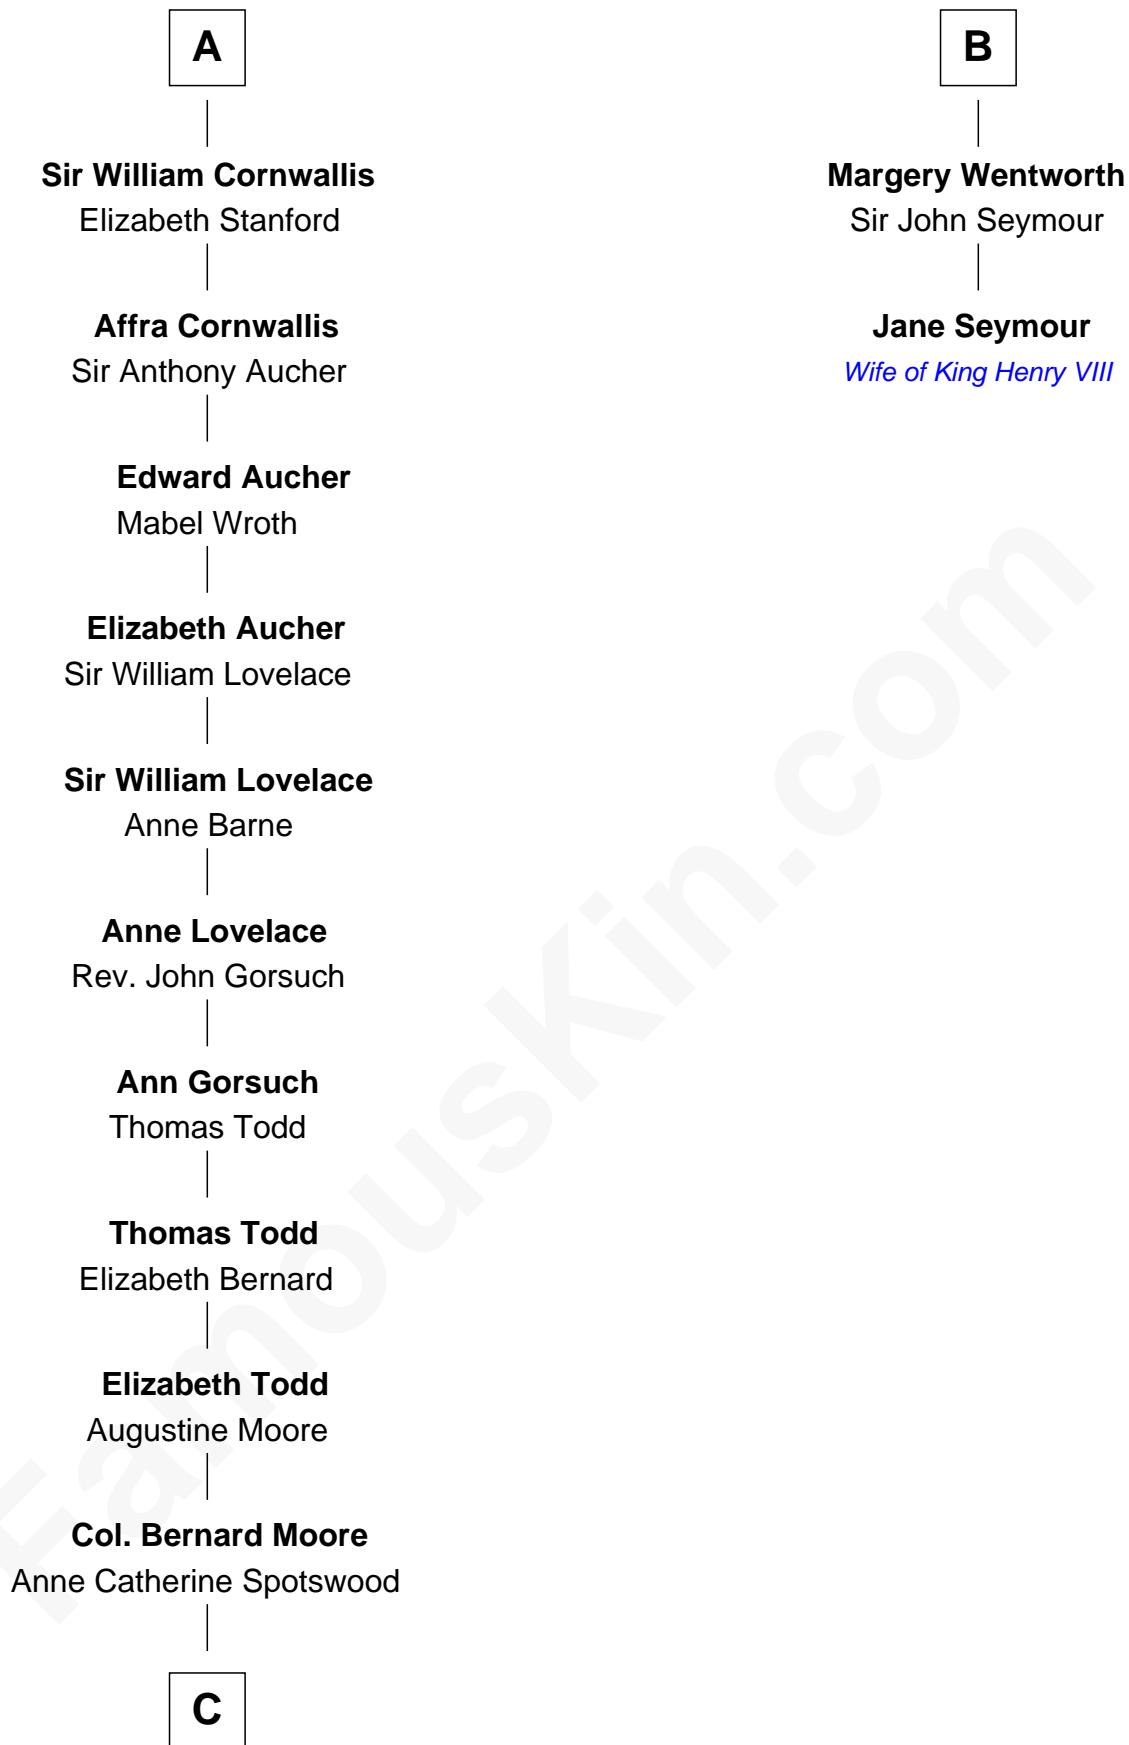 A
B
Sir William Cornwallis
Elizabeth Stanford
Margery Wentworth
Sir John Seymour
Affra Cornwallis
Sir Anthony Aucher
Jane Seymour
Wife of King Henry VIII
Edward Aucher
Mabel Wroth
Elizabeth Aucher
Sir William Lovelace
Sir William Lovelace
Anne Barne
Anne Lovelace
Rev. John Gorsuch
Ann Gorsuch
Thomas Todd
Thomas Todd
Elizabeth Bernard
Elizabeth Todd
Augustine Moore
Col. Bernard Moore
Anne Catherine Spotswood
C
FamousKin.com